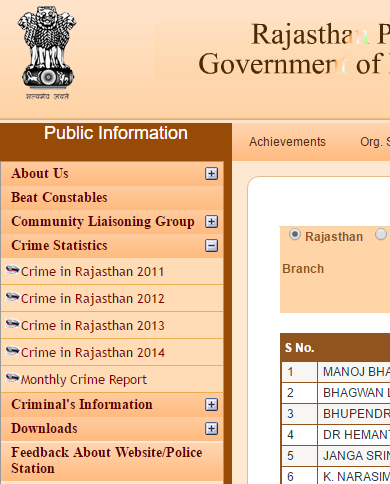 Rajasthan P
Government of
सत्यमेव जयते
Public Information
Achievements
Org. S
About Us
Beat Constables
Community Liaisoning Group
Crime Statistics
Crime in Rajasthan 2011
Crime in Rajasthan 2012
Crime in Rajasthan 2013
Crime in Rajasthan 2014
Monthly Crime Report
Criminal's Information
Downloads
Feedback About Website/Police
Station
Rajasthan
Branch
S No.
1 MANOJ BHA
2 BHAGWAN L
3 BHUPENDR
4 DR HEMAN
5 JANGA SRIN
6 K. NARASIM